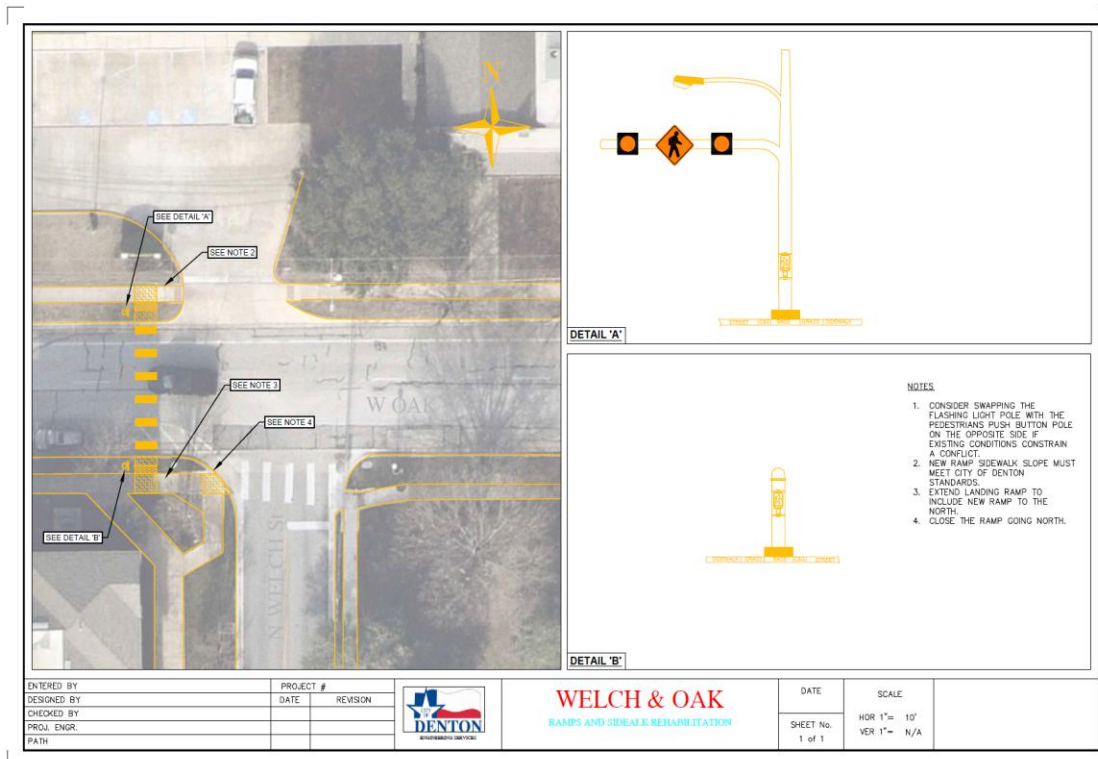 N
SEE DETAIL 'A'
SEE NOTE 2
SEE NOTE 3
W OAK
SEE NOTE 4
SEE DETAIL 'B'
N WELCH ST
DETAIL 'A'
NOTES
1. CONSIDER SWAPPING THE
FLASHING LIGHT POLE WITH THE
PEDESTRIANS PUSH BUTTON POLE
ON THE OPPOSITE SIDE IF
EXISTING CONDITIONS CONSTRAIN
A CONFLICT.
2. NEW RAMP SIDEWALK SLOPE MUST
MEET CITY OF DENTON
STANDARDS.
3. EXTEND LANDING RAMP TO
INCLUDE NEW RAMP TO THE
NORTH.
4. CLOSE THE RAMP GOING NORTH.
DETAIL 'B'
ENTERED BY
DESIGNED BY
CHECKED BY
PROJ. ENGR.
PATH
PROJECT #
DATE REVISION
CITY OF
DENTON
ENGINEERING SERVICES
WELCH & OAK
RAMPS AND SIDEALK REHABILITATION
DATE
SHEET No.
1 of 1
SCALE
HOR 1"= 10'
VER 1"= N/A